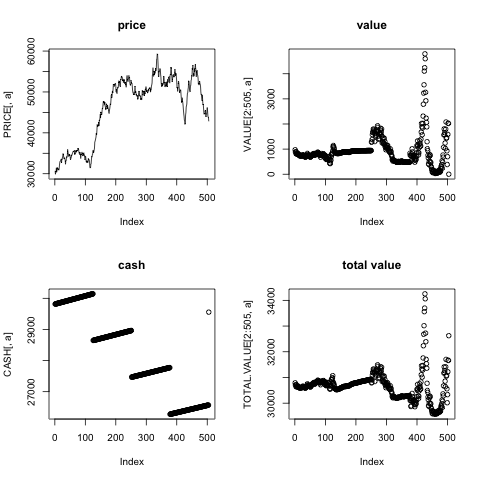 price
PRICE[, a]
30000 40000 50000 60000
0 100 200 300 400 500
Index
value
VALUE[2:505, a]
0 1000 3000
0 100 200 300 400 500
Index
cash
CASH[, a]
27000 29000
0 100 200 300 400 500
Index
total value
TOTAL.VALUE[2:505, a]
30000 32000 34000
0 100 200 300 400 500
Index